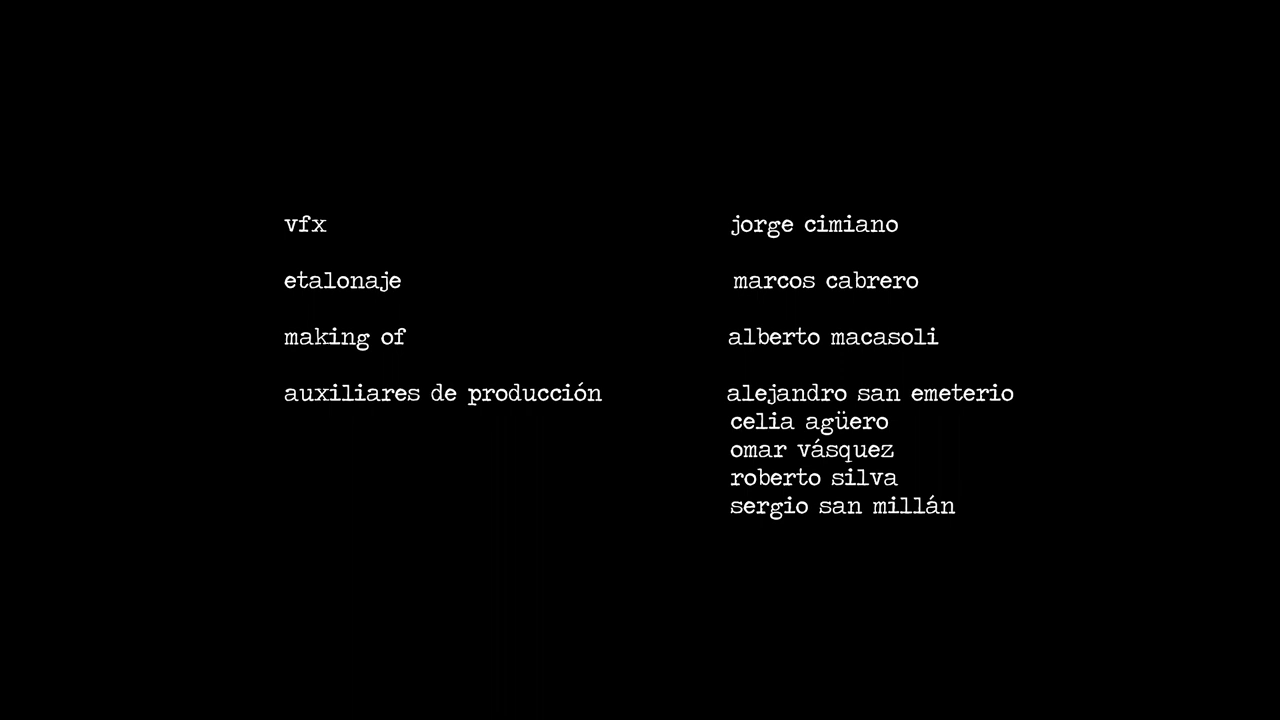 vfx jorge cimiano
etalonaje marcos cabrero
making of alberto macasoli
auxiliares de producción alejandro san emeterio
celia agüero
omar vásquez
roberto silva
sergio san millán